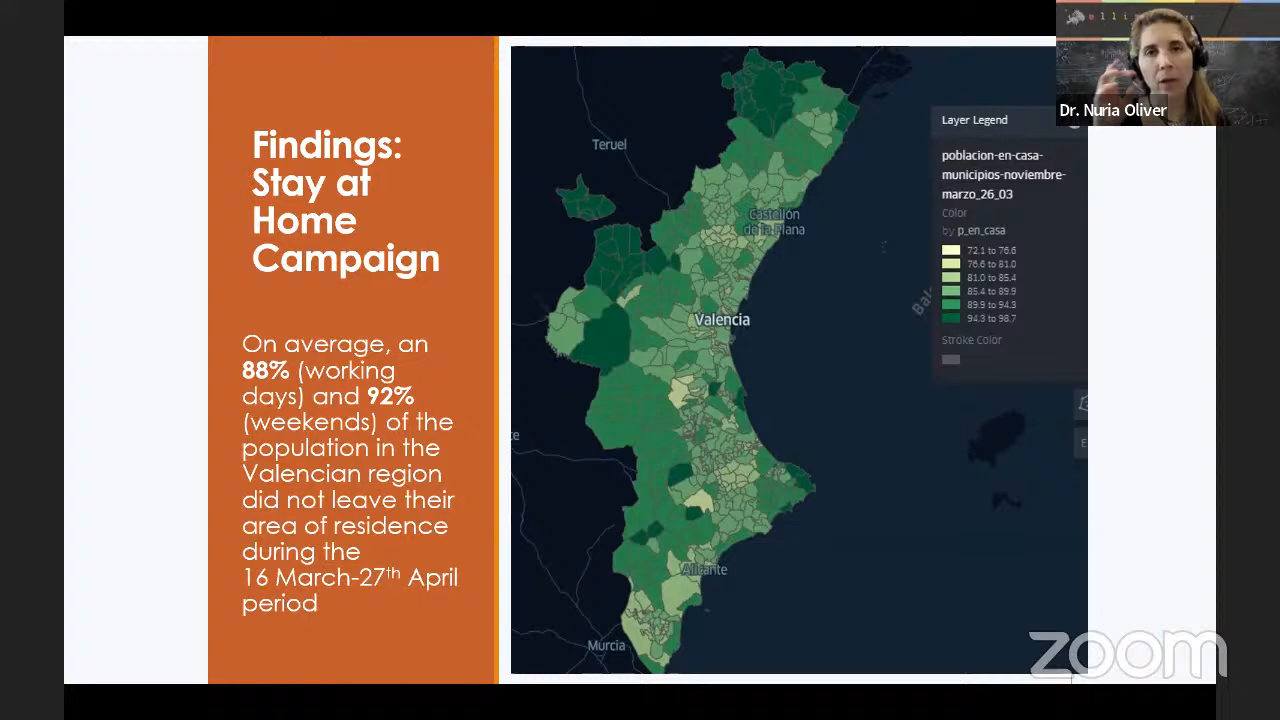 Findings:
Stay at
Home
Campaign
On average, an
88% (working
days) and 92%
(weekends) of the
population in the
Valencian region
did not leave their
area of residence
during the
16 March-27th April
period
Teruel
Castellón
de la Plana
Valencia
Alicante
Murcia
Layer Legend
poblacion-en-casa-
municipios-noviembre-
marzo_26_03
Color
by p_en_casa
72.1 to 76.6
76.6 to 81.0
81.0 to 85.4
85.4 to 89.9
89.9 to 94.3
94.3 to 98.7
Stroke Color
Dr. Nuria Oliver
zoom